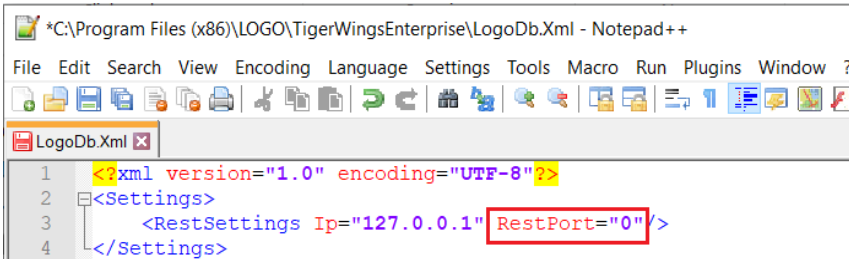 *C:\Program Files (x86)\LOGO\TigerWingsEnterprise\LogoDb.Xml - Notepad++
File Edit Search View Encoding Language Settings Tools Macro Run Plugins Window ?
LogoDb.Xml
1 <?xml version="1.0" encoding="UTF-8"?>
2 <Settings>
3 <RestSettings Ip="127.0.0.1" RestPort="0"/>
4 </Settings>